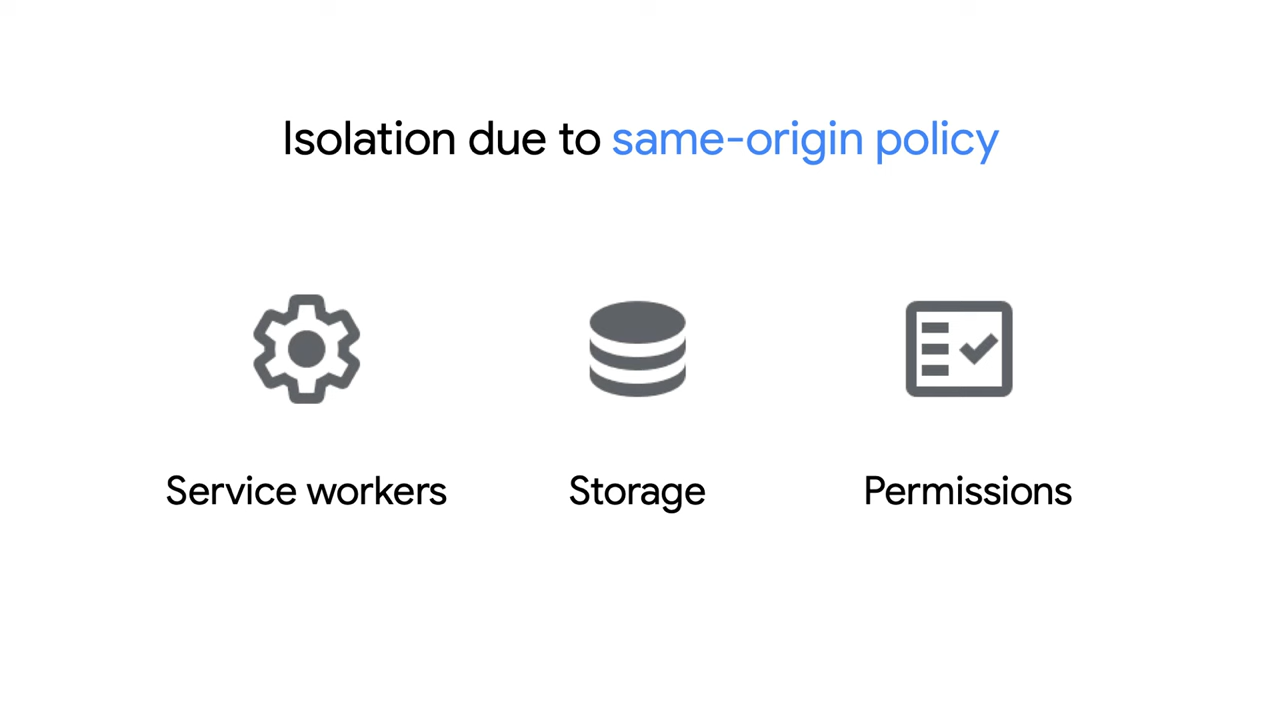 Isolation due to same-origin policy
Service workers
Storage
Permissions